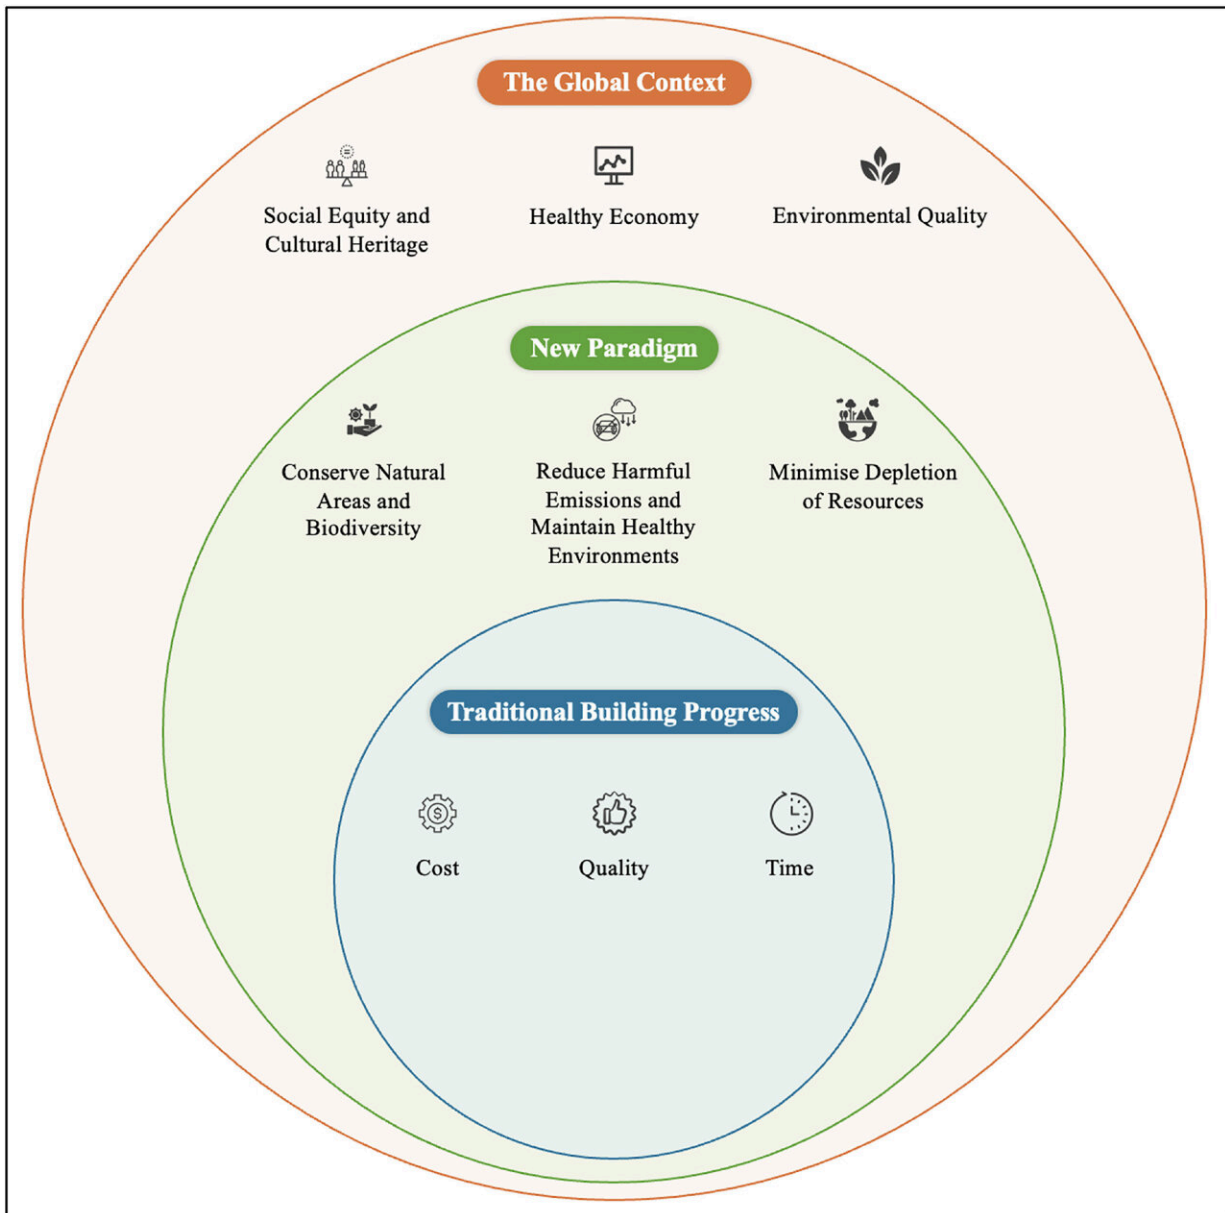 The Global Context
Social Equity and
Cultural Heritage
Healthy Economy
Environmental Quality
New Paradigm
Conserve Natural
Areas and
Biodiversity
Reduce Harmful
Emissions and
Maintain Healthy
Environments
Minimise Depletion
of Resources
Traditional Building Progress
Cost
Quality
Time